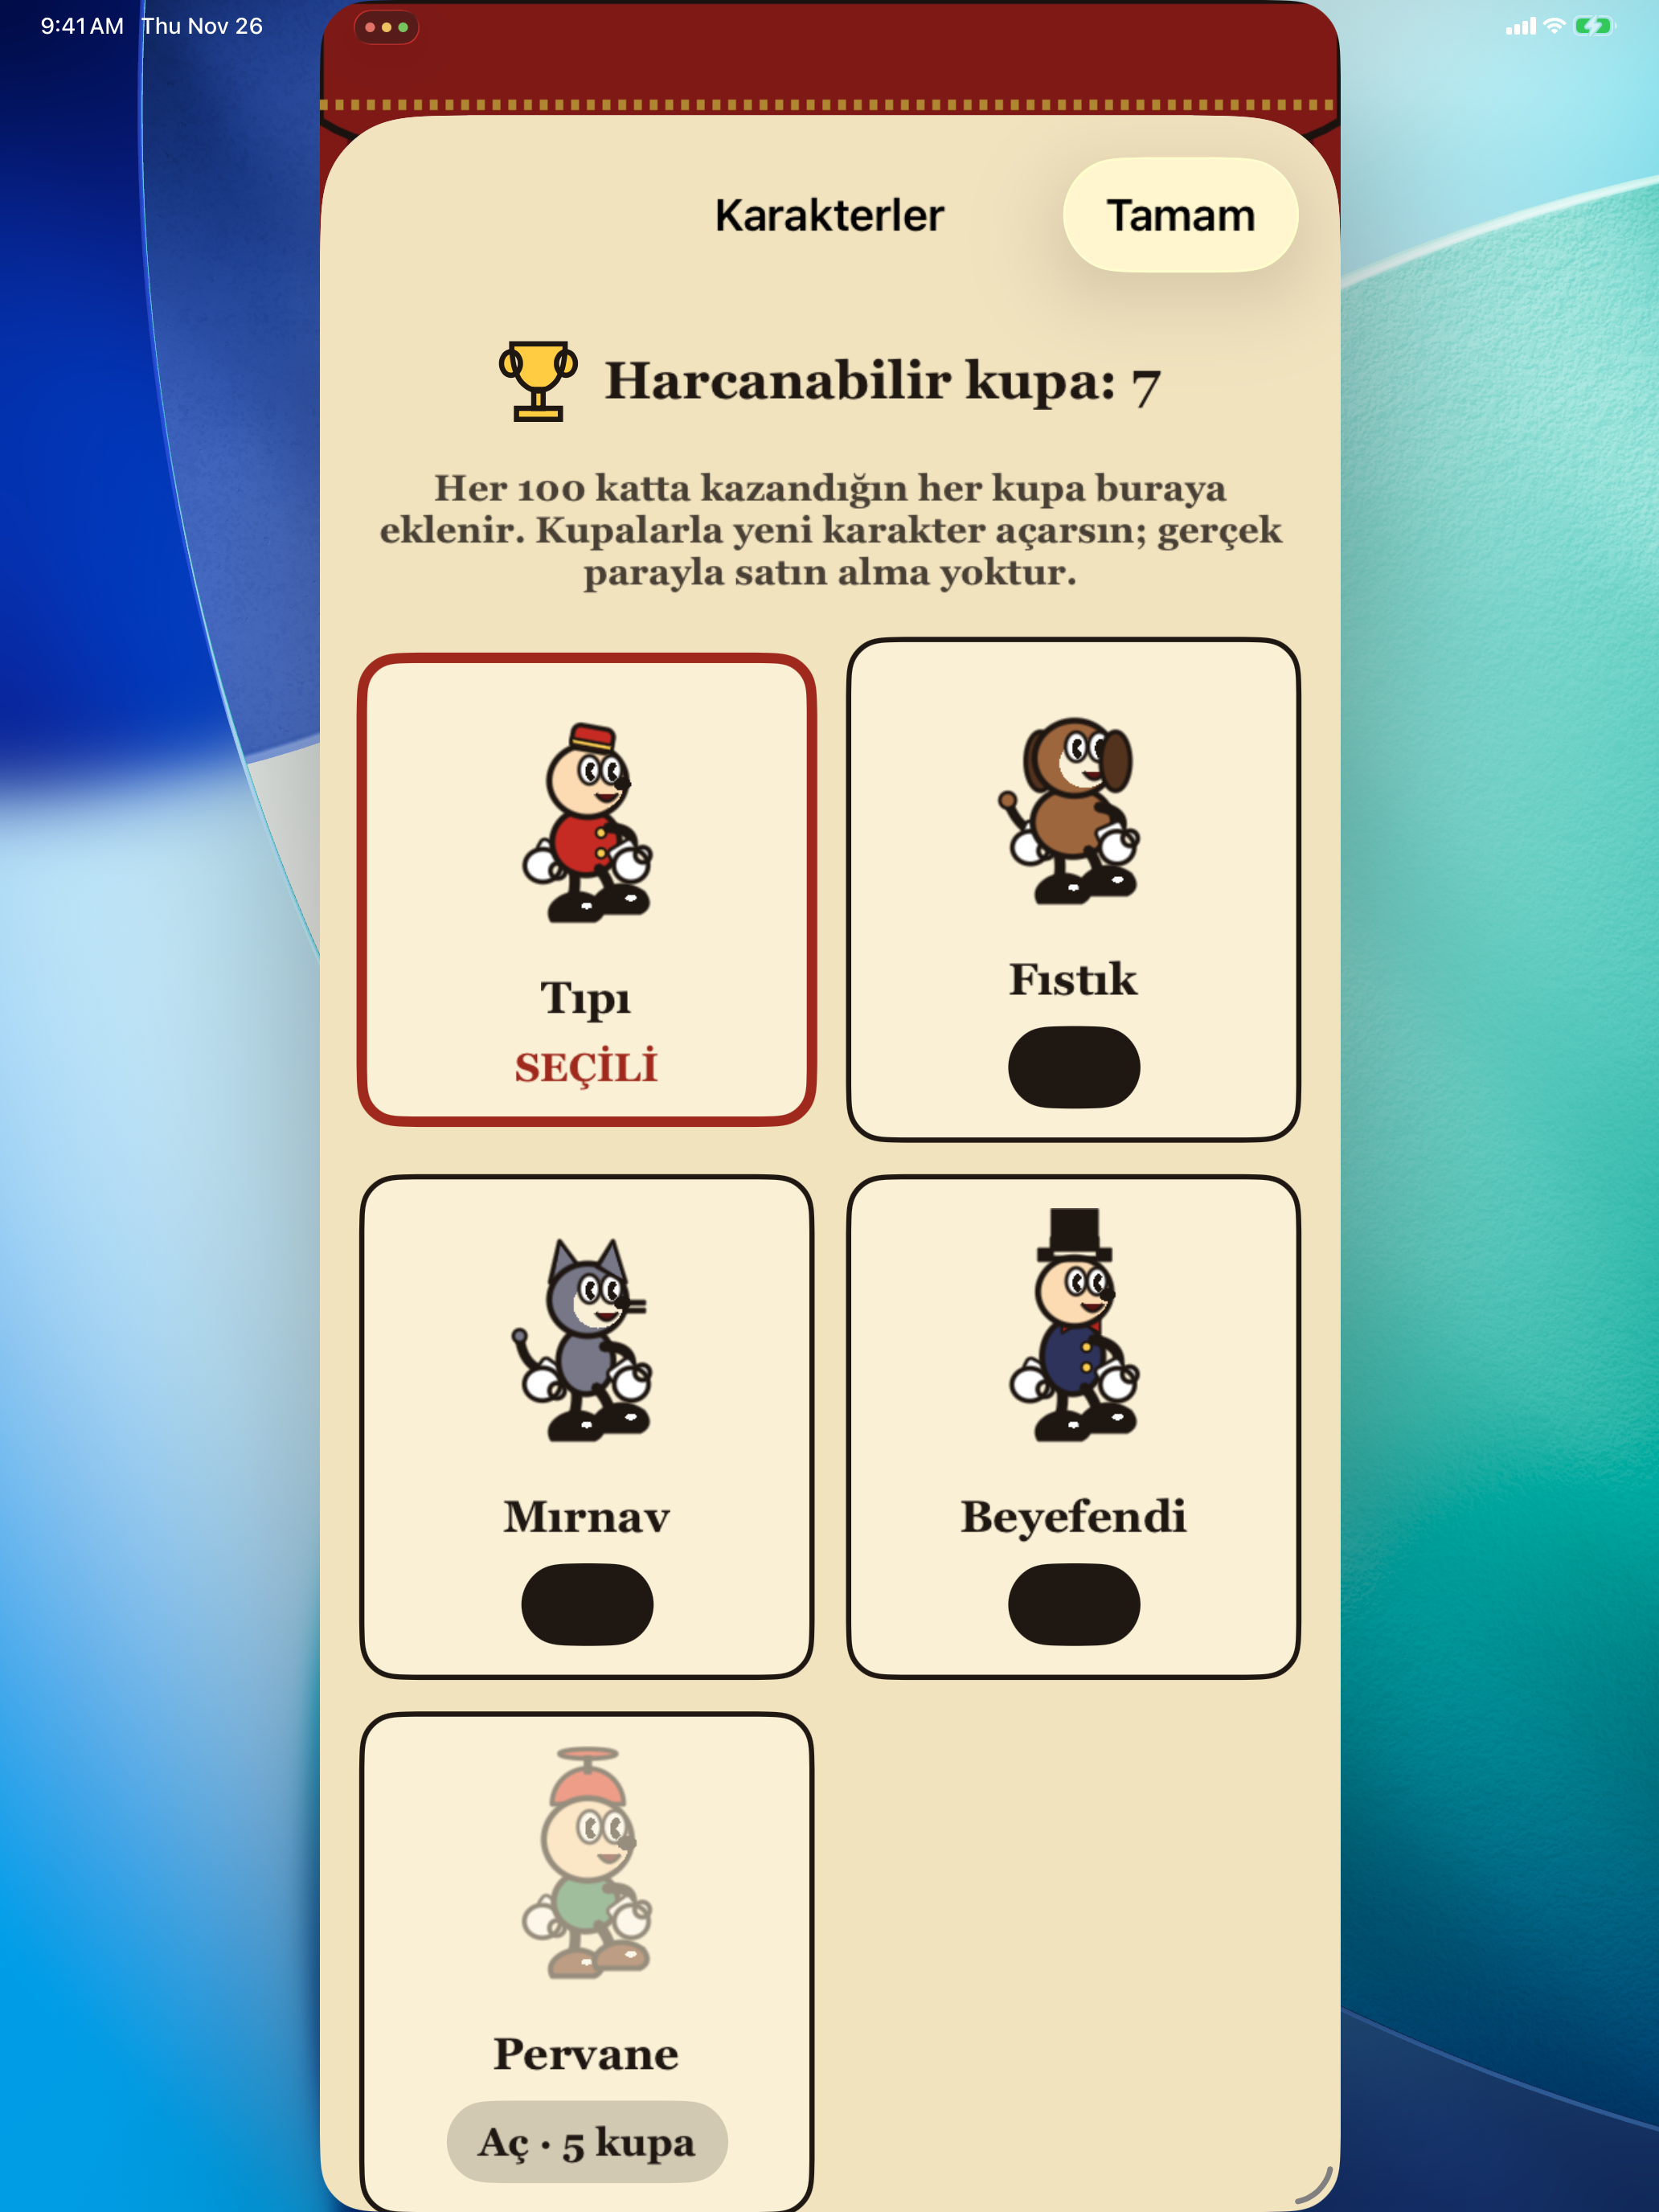 9:41 AM Thu Nov 26
Karakterler
Tamam
Harcanabilir kupa: 7
Her 100 katta kazandığın her kupa buraya
eklenir. Kupalarla yeni karakter açarsın; gerçek
parayla satın alma yoktur.
Tıpı
SEÇİLİ
Fıstık
Mırnav
Beyefendi
Pervane
Aç · 5 kupa